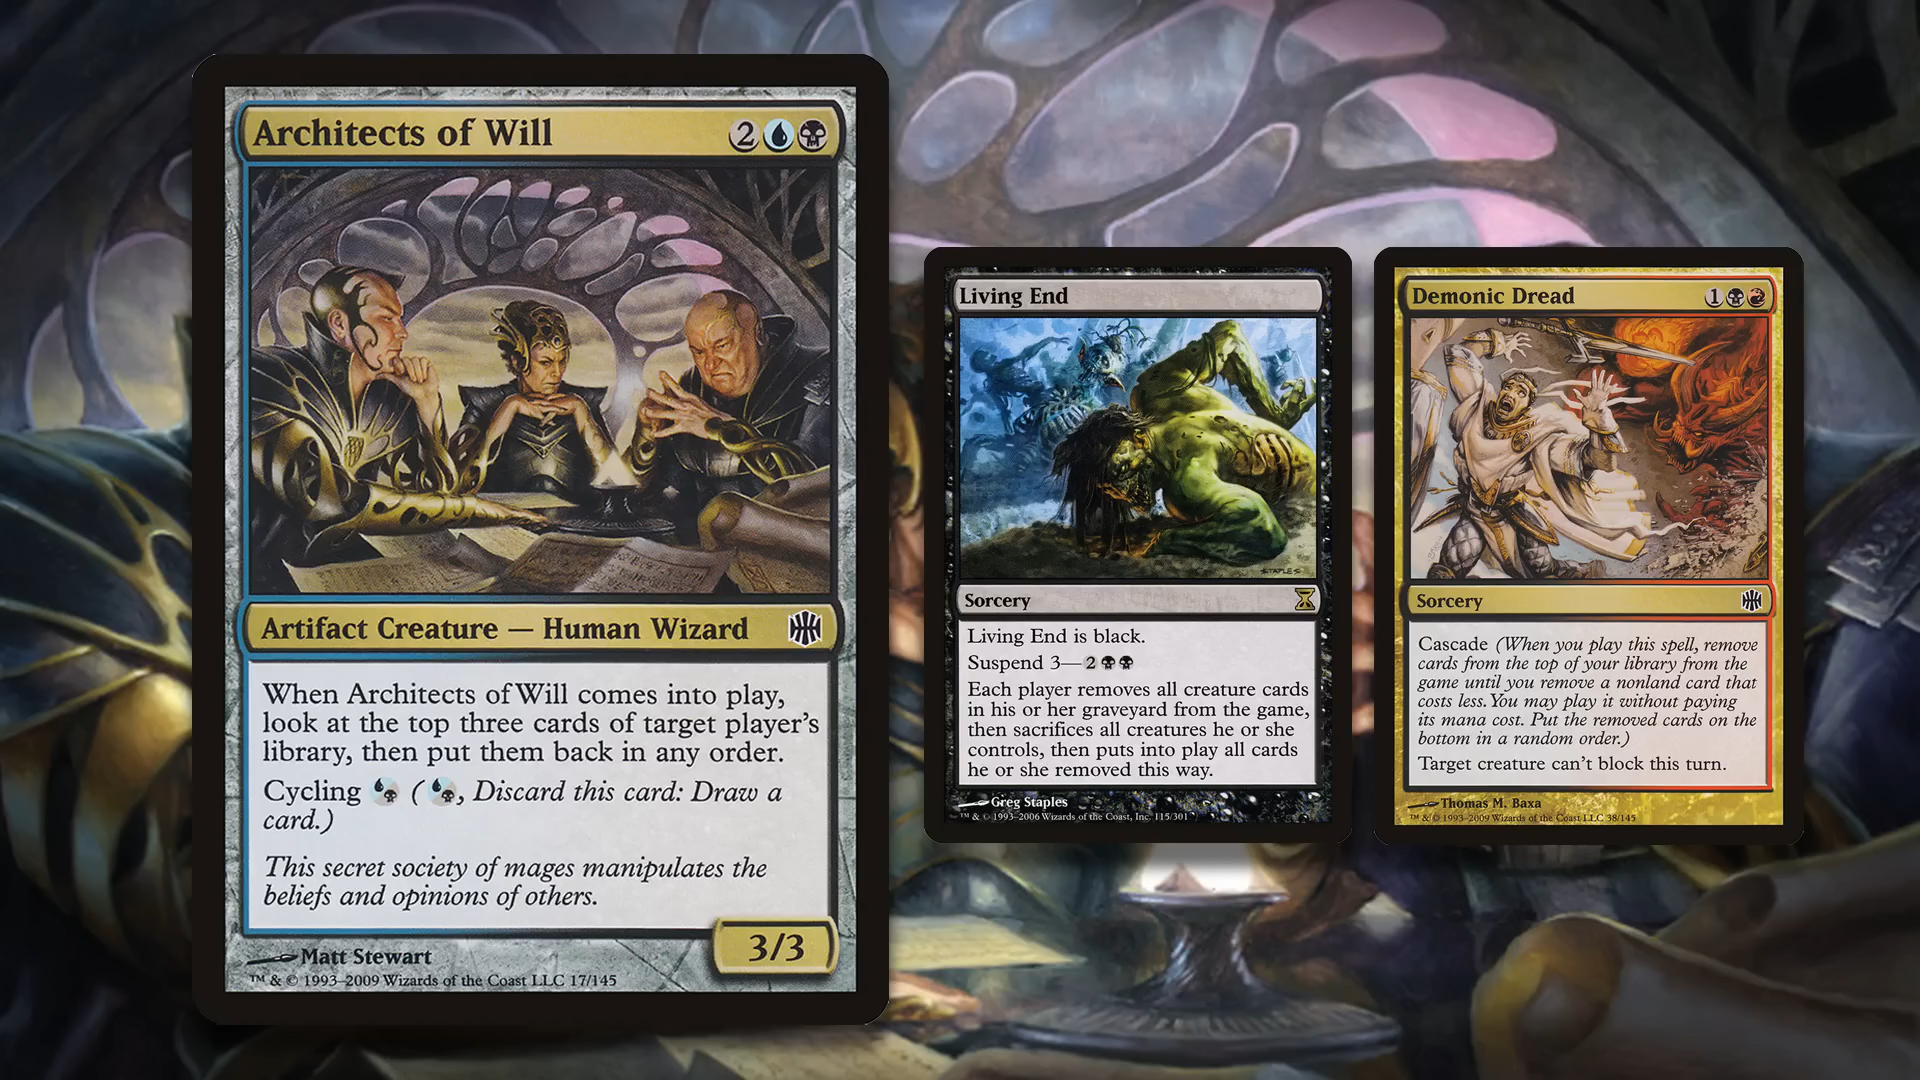 Architects of Will 2
Artifact Creature — Human Wizard
When Architects of Will comes into play,
look at the top three cards of target player's
library, then put them back in any order.
Cycling (, Discard this card: Draw a
card.)
This secret society of mages manipulates the
beliefs and opinions of others.
3/3
Matt Stewart
™ & © 1993–2009 Wizards of the Coast LLC 17/145
Living End
STAPLES
Sorcery
Living End is black.
Suspend 3—2
Each player removes all creature cards
in his or her graveyard from the game,
then sacrifices all creatures he or she
controls, then puts into play all cards
he or she removed this way.
Greg Staples
™ & © 1993–2006 Wizards of the Coast, Inc. 115/301
Demonic Dread 1
Sorcery
Cascade (When you play this spell, remove
cards from the top of your library from the
game until you remove a nonland card that
costs less. You may play it without paying
its mana cost. Put the removed cards on the
bottom in a random order.)
Target creature can't block this turn.
Thomas M. Baxa
™ & © 1993–2009 Wizards of the Coast LLC 38/145